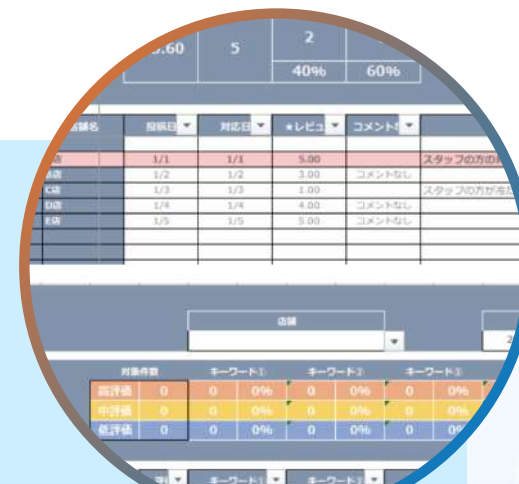 .60 5 2
40% 60%
店舗名 投稿日 対応日 ★レビュ コメント
店 1/1 1/1 5.00 スタッフの方の
B店 1/2 1/2 3.00 コメントなし
C店 1/3 1/3 1.00 スタッフの方が冷た
D店 1/4 1/4 4.00 コメントなし
E店 1/5 1/5 5.00 コメントなし
店舗
2
対象件数 キーワード① キーワード② キーワード③
高評価 0 0 0% 0 0% 0 0%
中評価 0 0 0% 0 0% 0 0%
低評価 0 0 0% 0 0% 0 0%
キーワード1 キーワード2